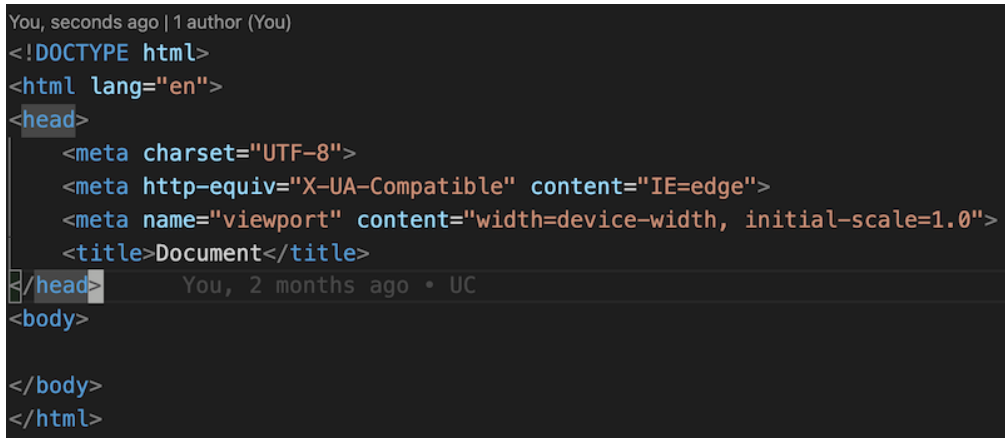 You, seconds ago | 1 author (You)
<!DOCTYPE html>
<html lang="en">
<head>
    <meta charset="UTF-8">
    <meta http-equiv="X-UA-Compatible" content="IE=edge">
    <meta name="viewport" content="width=device-width, initial-scale=1.0">
    <title>Document</title>
</head>        You, 2 months ago • UC
<body>

</body>
</html>